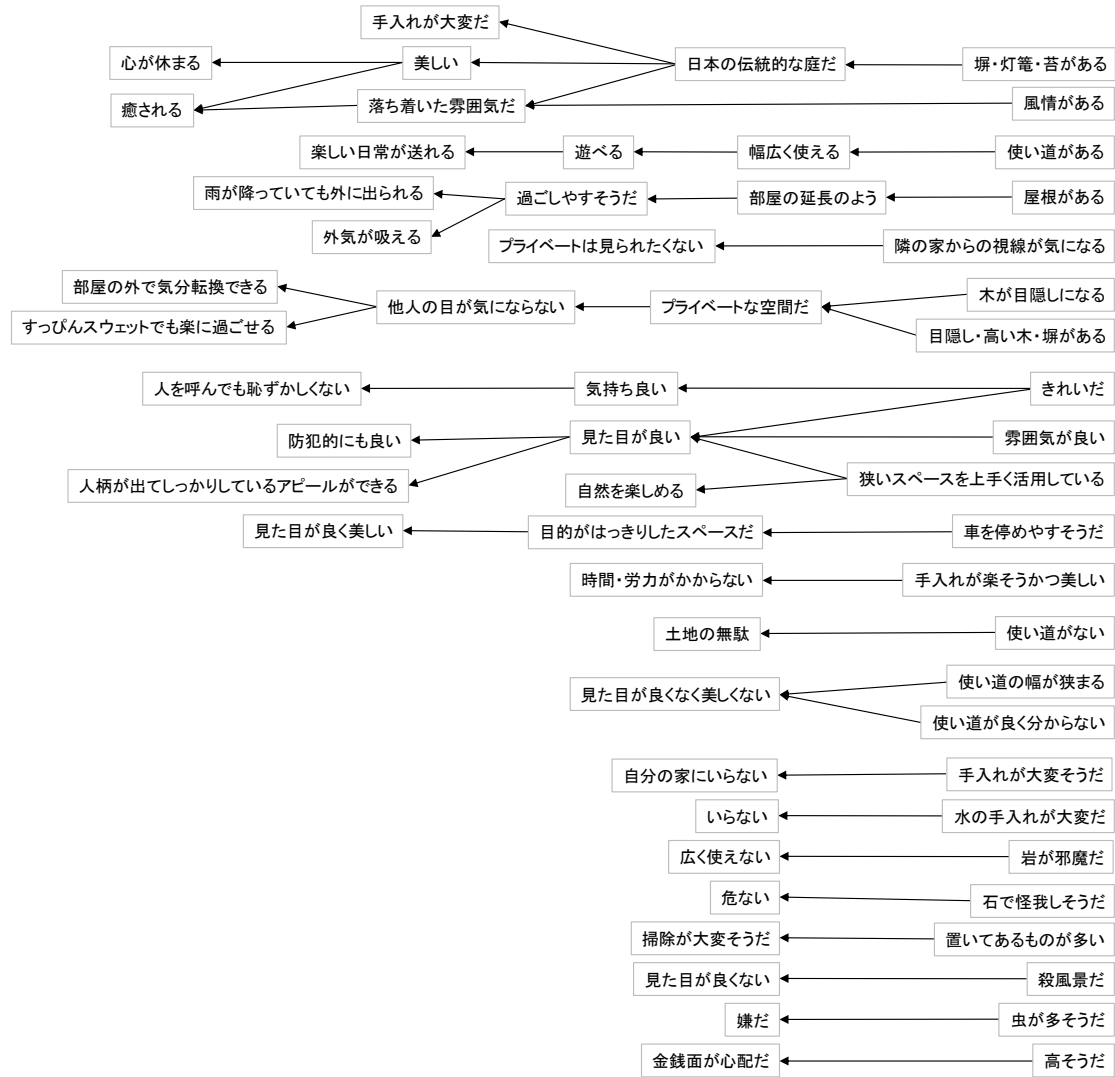 手入れが大変だ
心が休まる
美しい
日本の伝統的な庭だ
塀・灯篭・苔がある
癒される
落ち着いた雰囲気だ
風情がある
楽しい日常が送れる
遊べる
幅広く使える
使い道がある
雨が降っていても外に出られる
過ごしやすそうだ
部屋の延長のよう
屋根がある
外気が吸える
プライベートは見られたくない
隣の家からの視線が気になる
部屋の外で気分転換できる
他人の目が気にならない
プライベートな空間だ
木が目隠しになる
すっぴんスウェットでも楽に過ごせる
目隠し・高い木・塀がある
人を呼んでも恥ずかしくない
気持ち良い
きれいだ
防犯的にも良い
見た目が良い
雰囲気が良い
人柄が出てしっかりしているアピールができる
自然を楽しめる
狭いスペースを上手く活用している
見た目が良く美しい
目的がはっきりしたスペースだ
車を停めやすそうだ
時間・労力がかからない
手入れが楽そうかつ美しい
土地の無駄
使い道がない
見た目が良くなく美しくない
使い道の幅が狭まる
使い道が良く分からない
自分の家にいらない
手入れが大変そうだ
いらない
水の手入れが大変だ
広く使えない
岩が邪魔だ
危ない
石で怪我しそうだ
掃除が大変そうだ
置いてあるものが多い
見た目が良くない
殺風景だ
嫌だ
虫が多そうだ
金銭面が心配だ
高そうだ